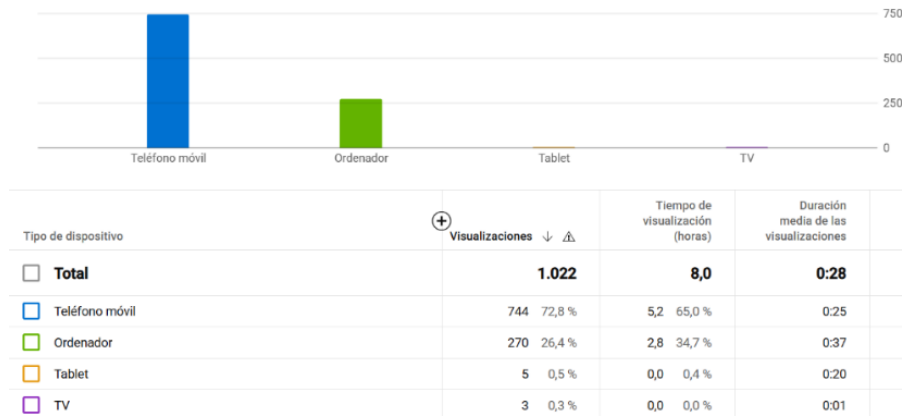 750
500
250
0
Teléfono móvil Ordenador Tablet TV
Tipo de dispositivo Visualizaciones Tiempo de visualización (horas) Duración media de las visualizaciones
Total 1.022 8,0 0:28
Teléfono móvil 744 72,8 % 5,2 65,0 % 0:25
Ordenador 270 26,4 % 2,8 34,7 % 0:37
Tablet 5 0,5 % 0,0 0,4 % 0:20
TV 3 0,3 % 0,0 0,0 % 0:01